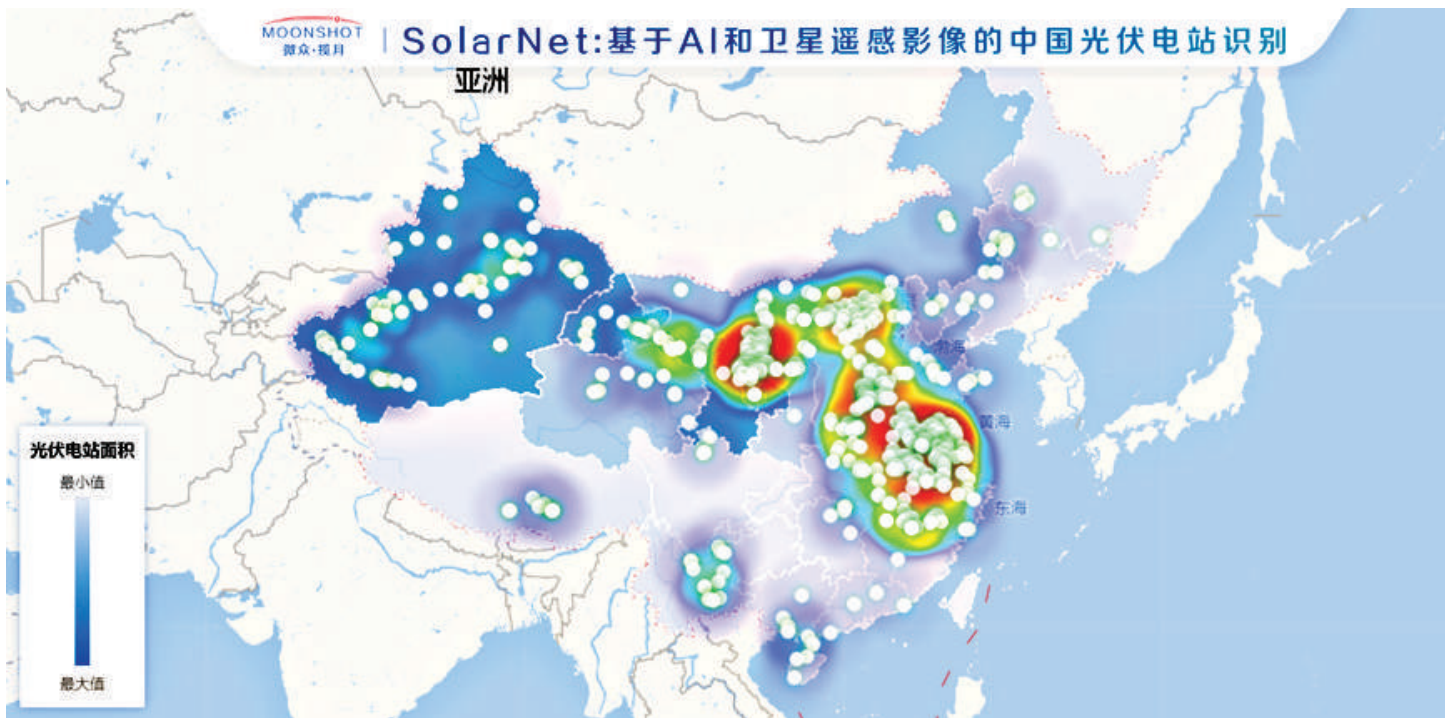 MOONSHOT
微众·揽月
SolarNet:基于AI和卫星遥感影像的中国光伏电站识别
亚洲
渤海
黄海
东海
光伏电站面积
最小值
最大值